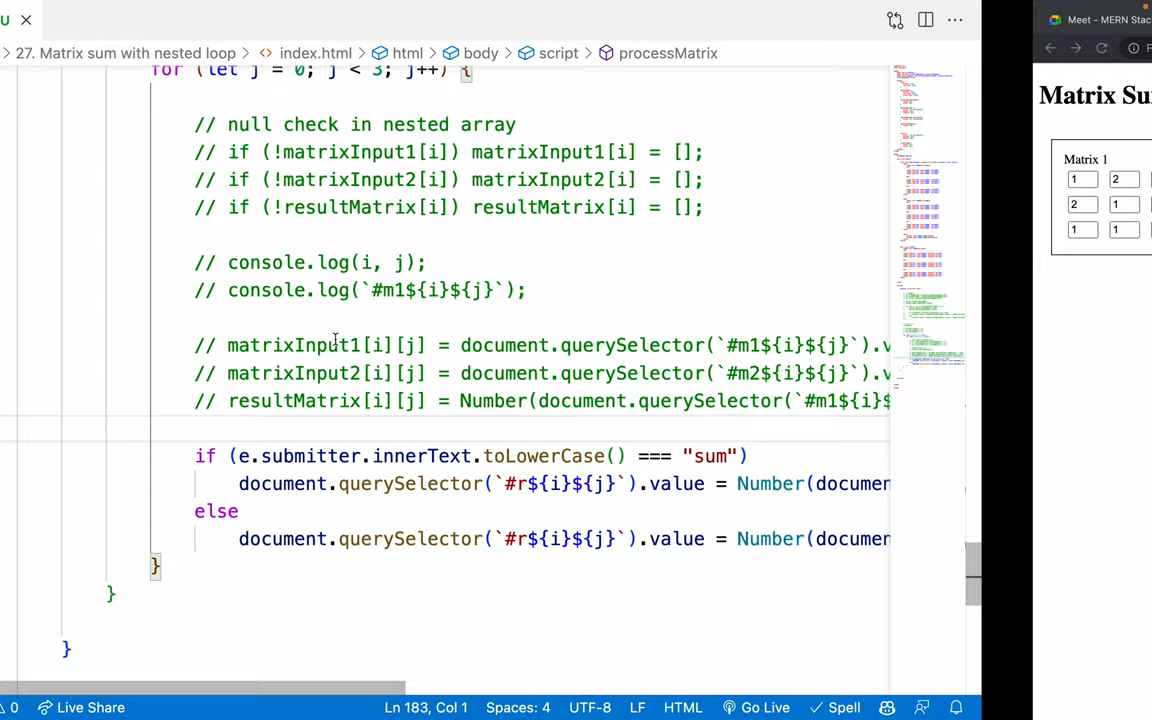 U ×
Meet - MERN Stac
> 27. Matrix sum with nested loop > <> index.html > html > body > script > processMatrix
for (let j = 0; j < 3; j++) {
// null check in nested array
// if (!matrixInput1[i]) matrixInput1[i] = [];
// if (!matrixInput2[i]) matrixInput2[i] = [];
// if (!resultMatrix[i]) resultMatrix[i] = [];
// console.log(i, j);
// console.log(`#m1${i}${j}`);
// matrixInput1[i][j] = document.querySelector(`#m1${i}${j}`).v
// matrixInput2[i][j] = document.querySelector(`#m2${i}${j}`).v
// resultMatrix[i][j] = Number(document.querySelector(`#m1${i}$
if (e.submitter.innerText.toLowerCase() === "sum")
document.querySelector(`#r${i}${j}`).value = Number(documen
else
document.querySelector(`#r${i}${j}`).value = Number(documen
}
}
}
0 Live Share Ln 183, Col 1 Spaces: 4 UTF-8 LF HTML Go Live Spell
Matrix Su
Matrix 1
1 2
2 1
1 1